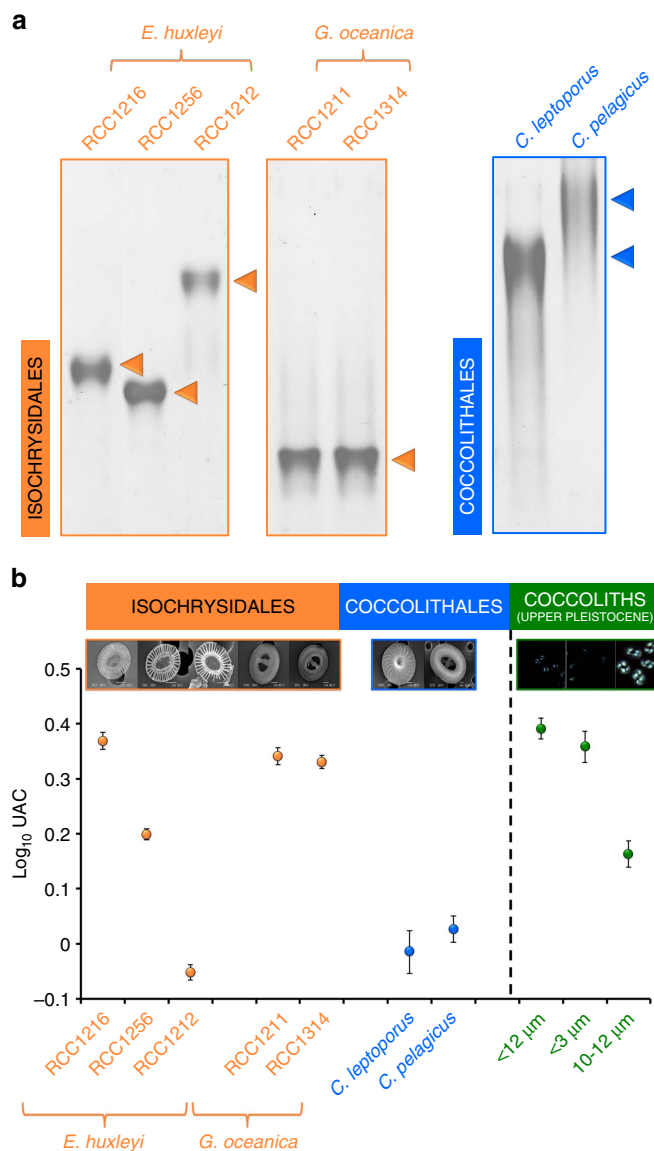 a
E. huxleyi
G. oceanica
RCC1216
RCC1256
RCC1212
RCC1211
RCC1314
C. leptoporus
C. pelagicus
ISOCHRYSIDALES
COCCOLITHALES
b
ISOCHRYSIDALES
COCCOLITHALES
COCCOLITHS
(UPPER PLEISTOCENE)
0.5
0.4
0.3
0.2
0.1
0
–0.1
Log10 UAC
RCC1216
RCC1256
RCC1212
RCC1211
RCC1314
C. leptoporus
C. pelagicus
<12 µm
<3 µm
10-12 µm
E. huxleyi
G. oceanica